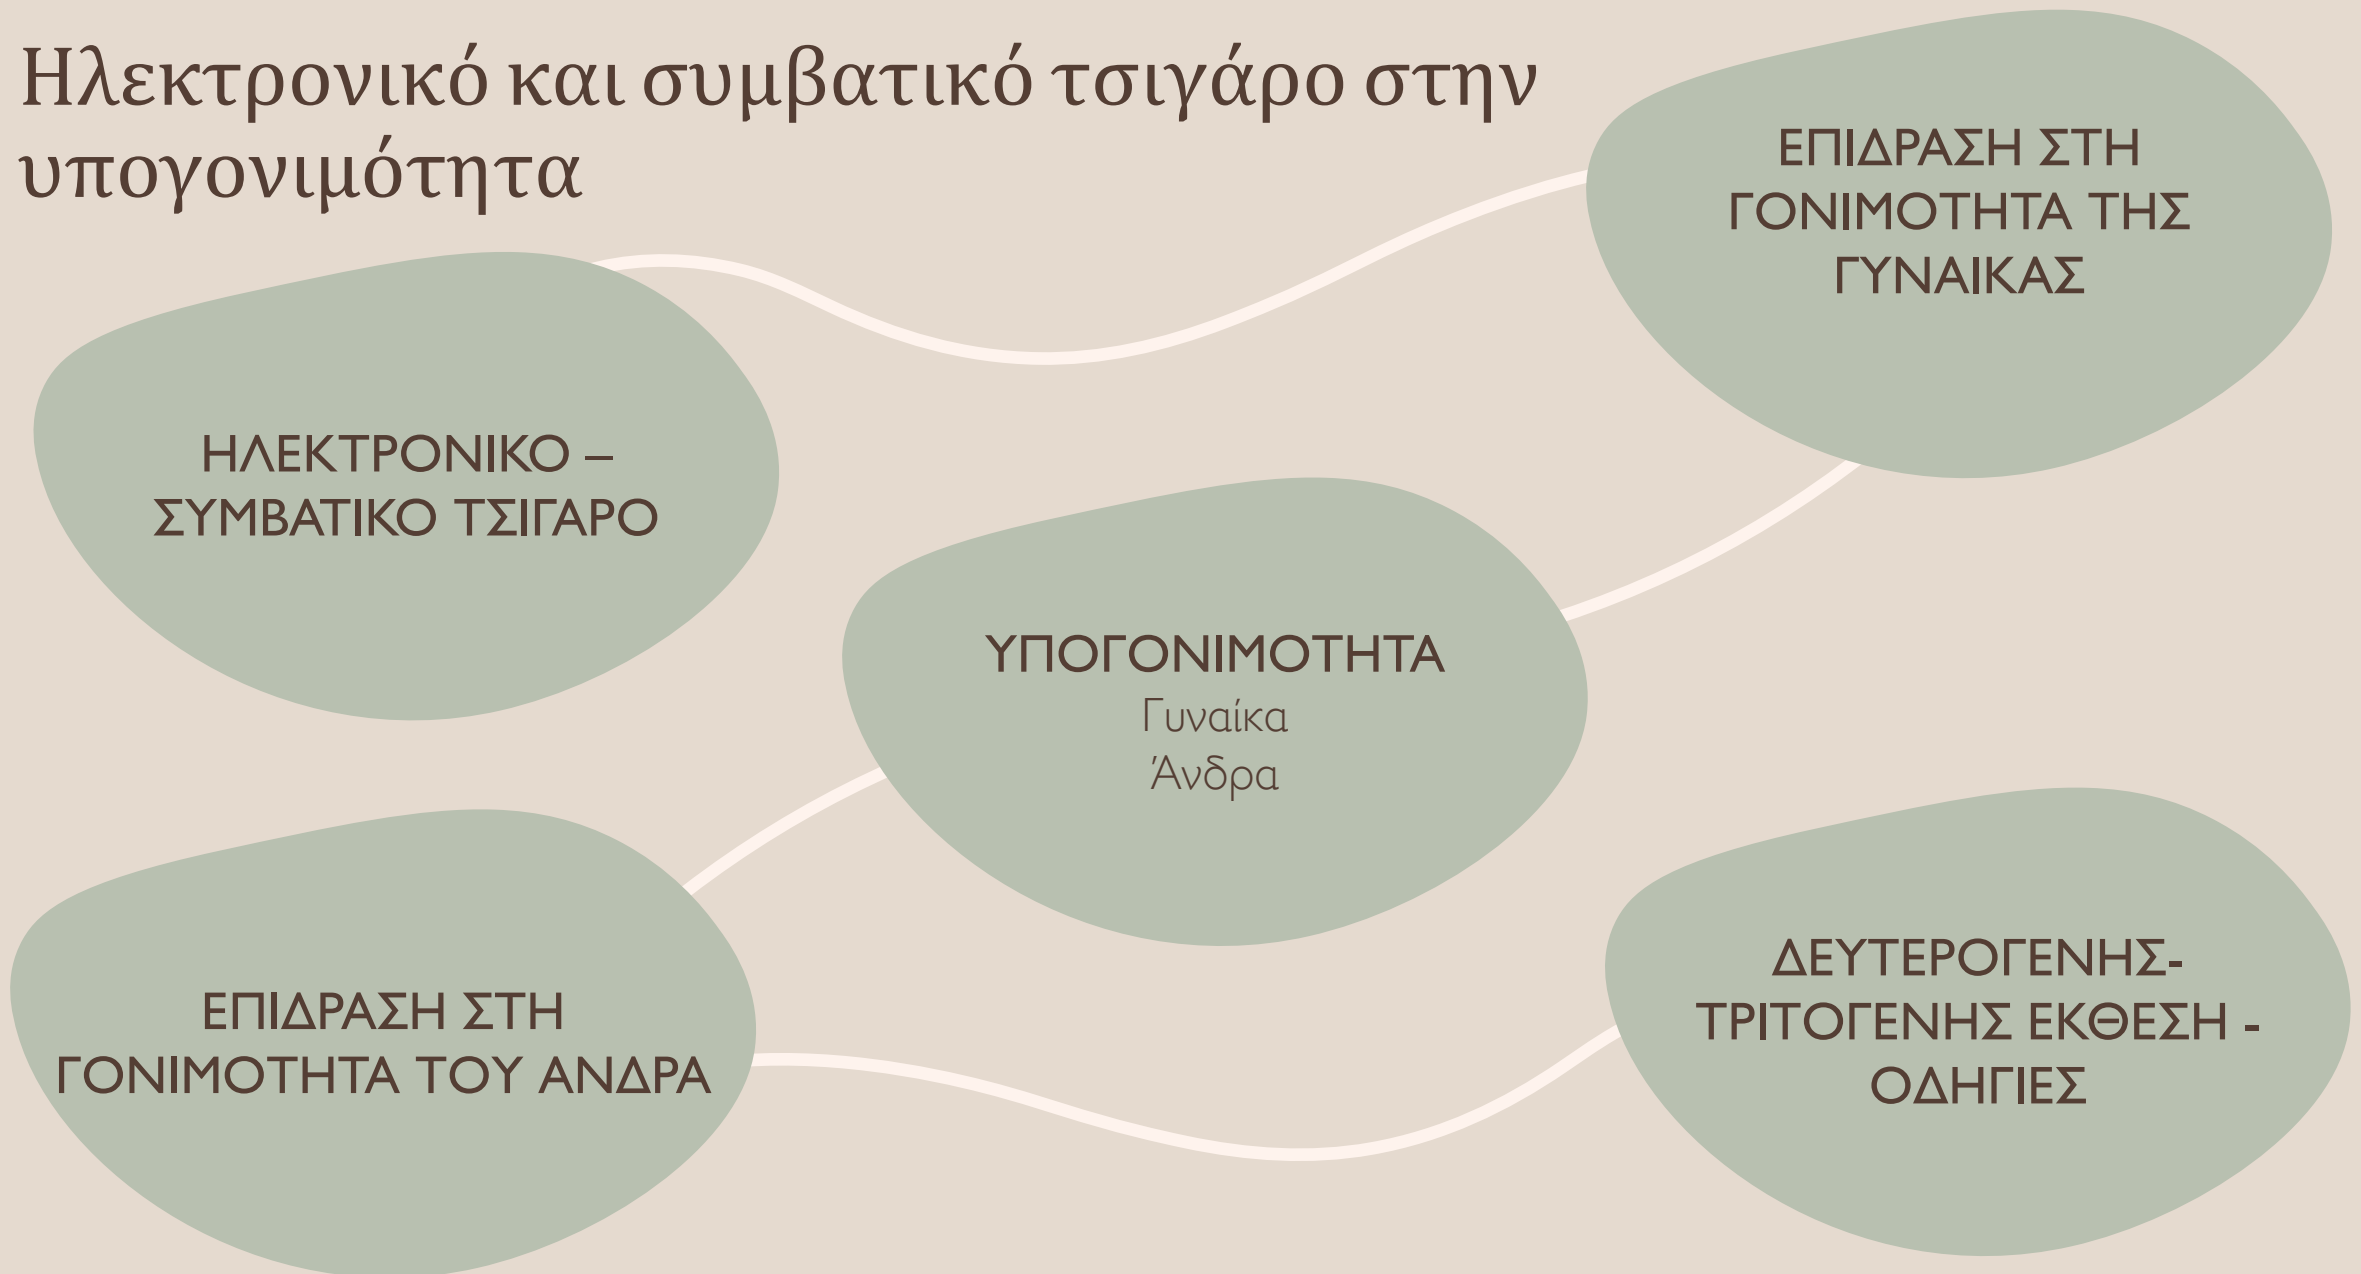 Ηλεκτρονικό και συμβατικό τσιγάρο στην
υπογονιμότητα
ΕΠΙΔΡΑΣΗ ΣΤΗ
ΓΟΝΙΜΟΤΗΤΑ ΤΗΣ
ΓΥΝΑΙΚΑΣ
ΗΛΕΚΤΡΟΝΙΚΟ –
ΣΥΜΒΑΤΙΚΟ ΤΣΙΓΑΡΟ
ΥΠΟΓΟΝΙΜΟΤΗΤΑ
Γυναίκα
Άνδρα
ΕΠΙΔΡΑΣΗ ΣΤΗ
ΓΟΝΙΜΟΤΗΤΑ ΤΟΥ ΑΝΔΡΑ
ΔΕΥΤΕΡΟΓΕΝΗΣ-
ΤΡΙΤΟΓΕΝΗΣ ΕΚΘΕΣΗ -
ΟΔΗΓΙΕΣ